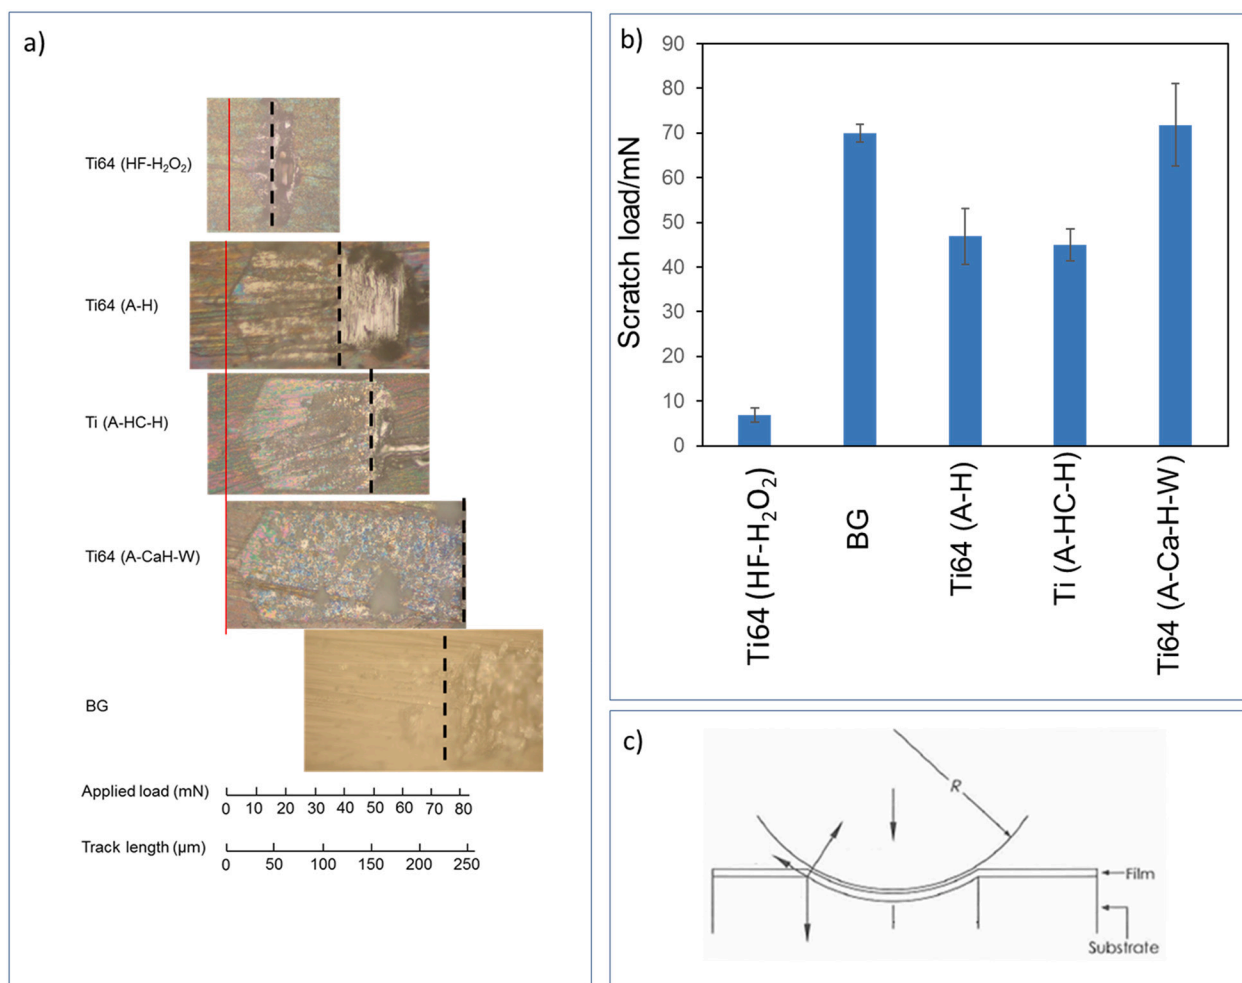 a)
Ti64 (HF-H₂O₂)
Ti64 (A-H)
Ti (A-HC-H)
Ti64 (A-CaH-W)
BG
Applied load (mN)
0 10 20 30 40 50 60 70 80
Track length (μm)
0 50 100 150 200 250
b)
Scratch load/mN
90
80
70
60
50
40
30
20
10
0
Ti64 (HF-H₂O₂)
BG
Ti64 (A-H)
Ti (A-HC-H)
Ti64 (A-Ca-H-W)
c)
R
Film
Substrate